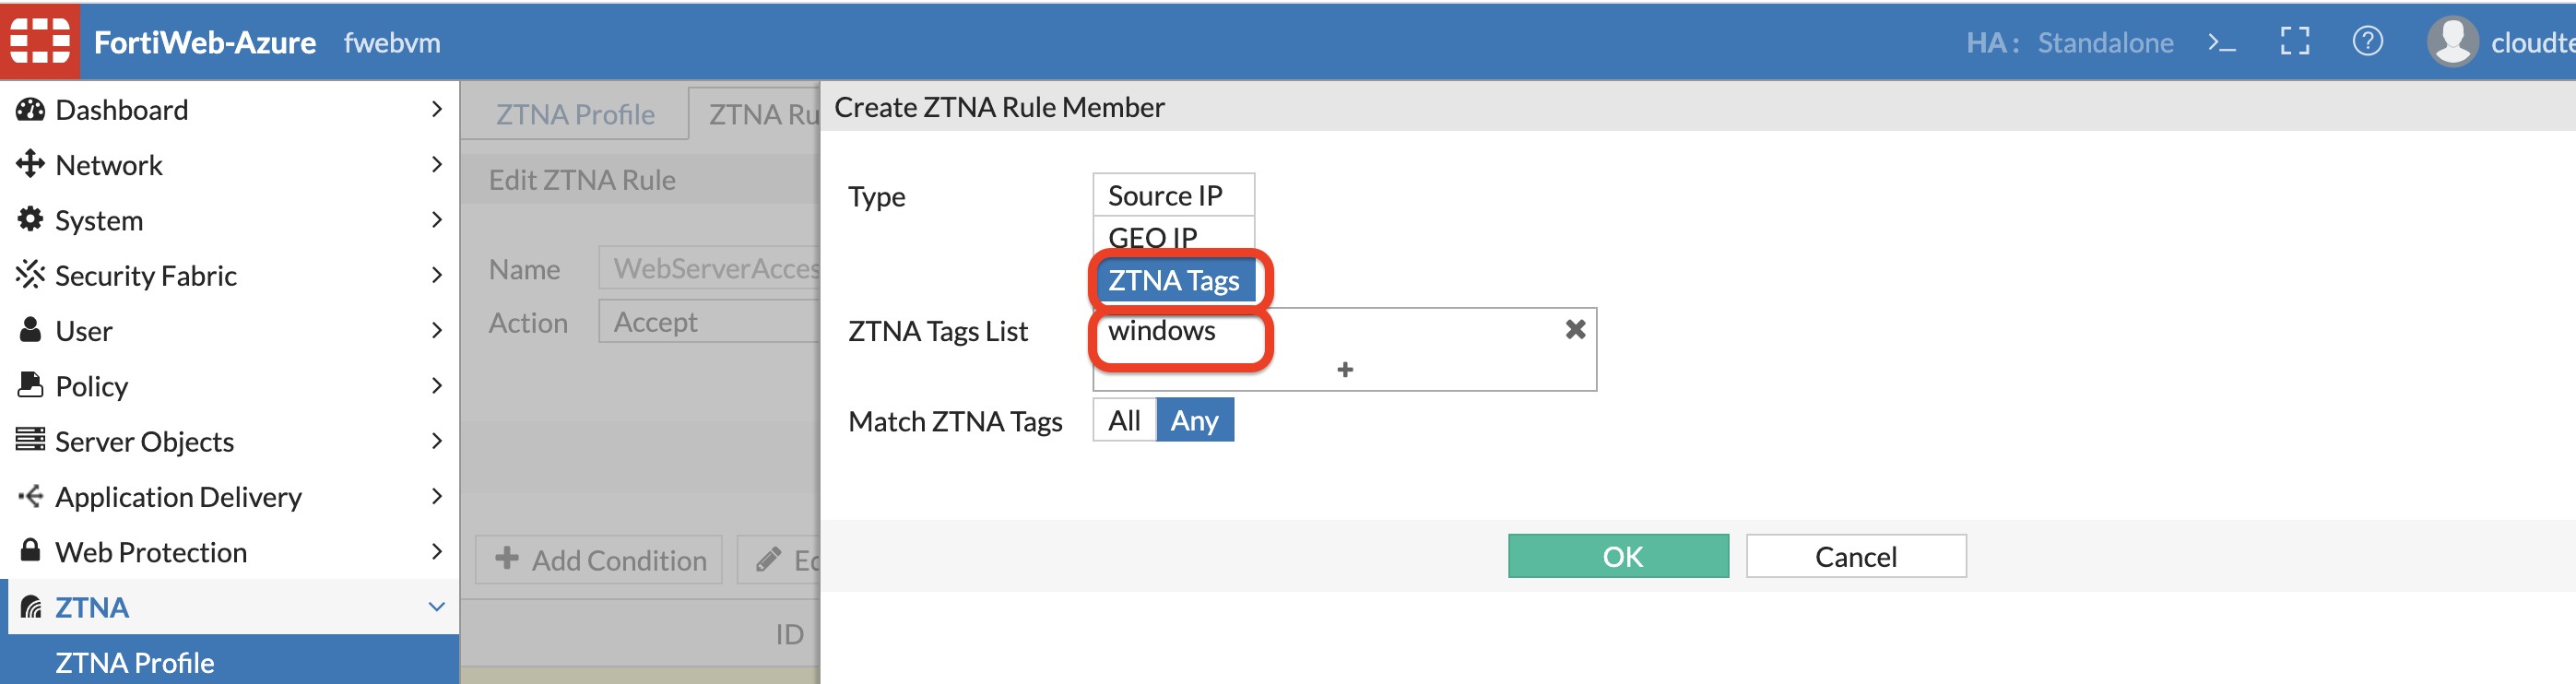 FortiWeb-Azure fwebvm HA: Standalone >_ ? cloudte
Dashboard
Network
System
Security Fabric
User
Policy
Server Objects
Application Delivery
Web Protection
ZTNA
ZTNA Profile
ZTNA Profile ZTNA Ru
Edit ZTNA Rule
Name WebServerAcces
Action Accept
Add Condition Ed
ID
Create ZTNA Rule Member
Type Source IP
GEO IP
ZTNA Tags
ZTNA Tags List windows
Match ZTNA Tags All Any
OK Cancel